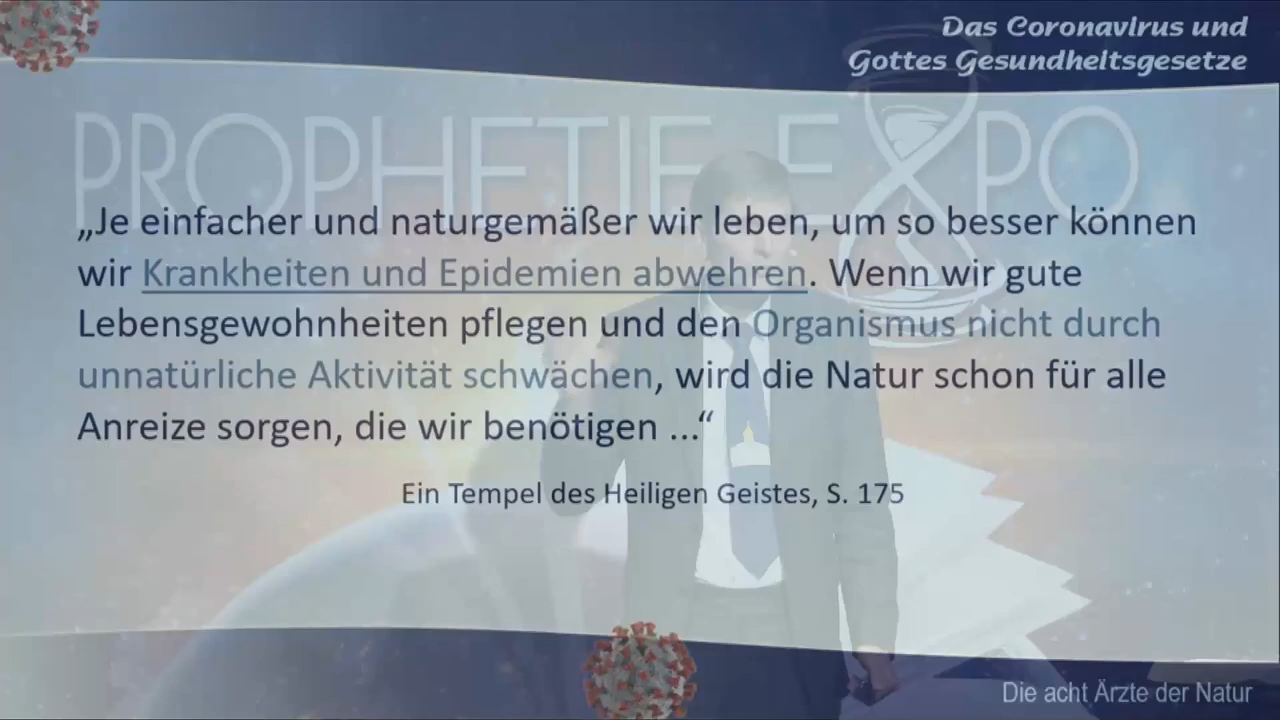 Das Coronavirus und
Gottes Gesundheitsgesetze
PROPHETIE EXPO
„Je einfacher und naturgemäßer wir leben, um so besser können
wir Krankheiten und Epidemien abwehren. Wenn wir gute
Lebensgewohnheiten pflegen und den Organismus nicht durch
unnatürliche Aktivität schwächen, wird die Natur schon für alle
Anreize sorgen, die wir benötigen ...“
Ein Tempel des Heiligen Geistes, S. 175
Die acht Ärzte der Natur